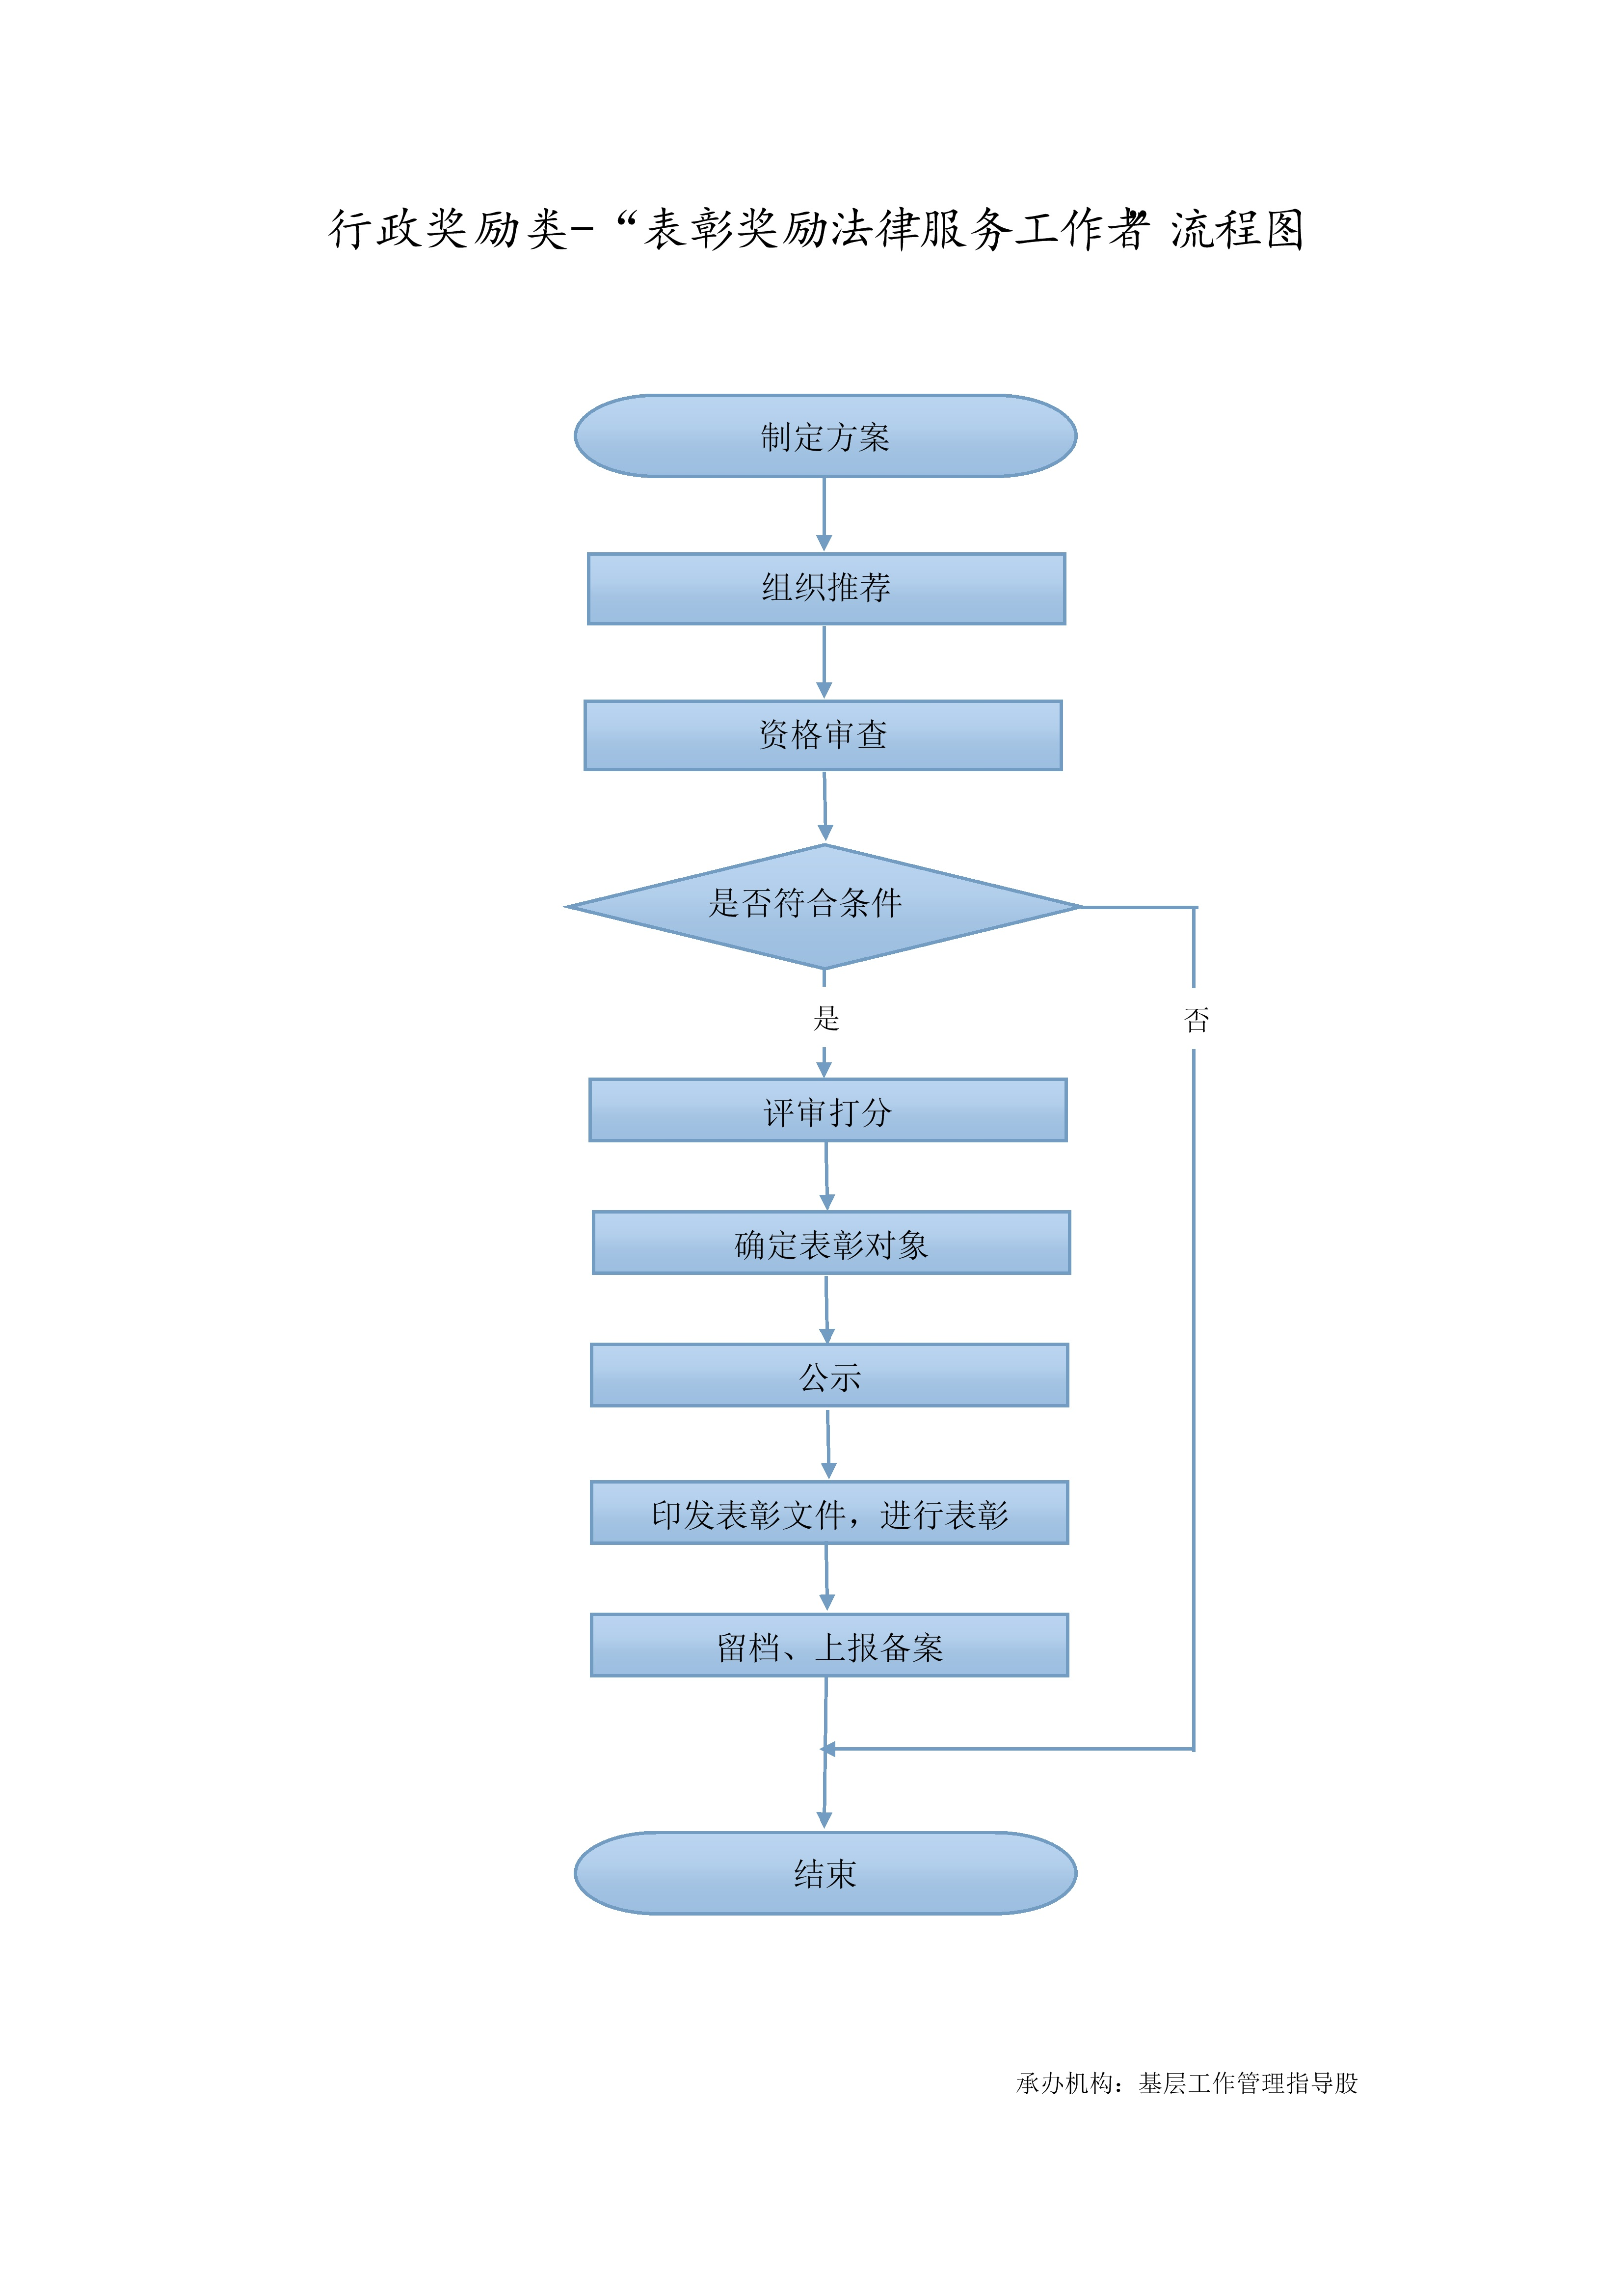 行政奖励类-“表彰奖励法律服务工作者”流程图
制定方案
组织推荐
资格审查
是否符合条件
是
否
评审打分
确定表彰对象
公示
印发表彰文件，进行表彰
留档、上报备案
结束
承办机构：基层工作管理指导股